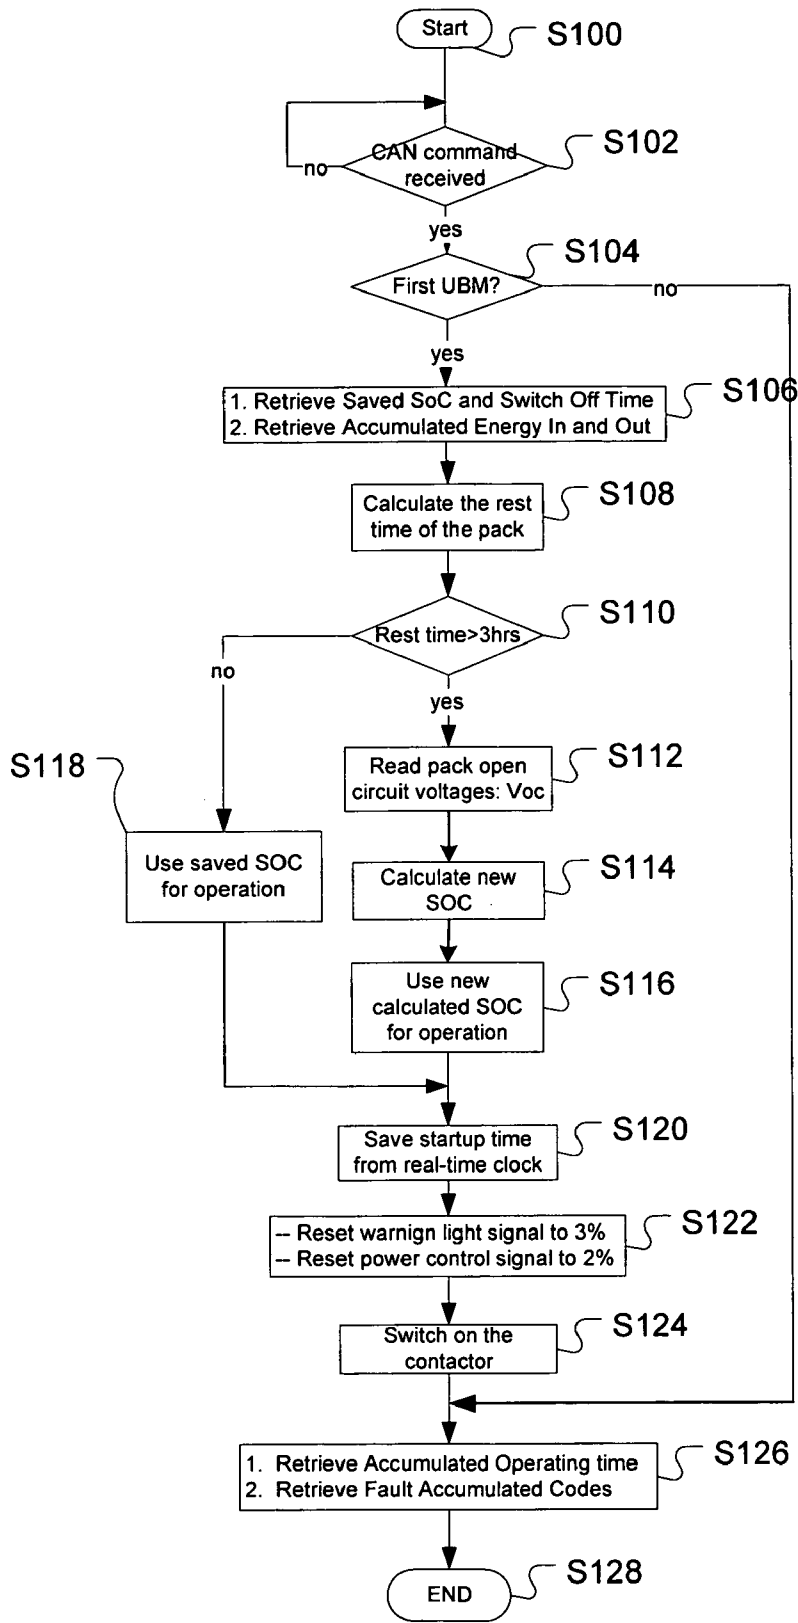 Start
S100
CAN command
received
S102
no
yes
S104
First UBM?
no
yes
S106
1. Retrieve Saved SoC and Switch Off Time
2. Retrieve Accumulated Energy In and Out
Calculate the rest
time of the pack
S108
Rest time>3hrs
S110
no
yes
Read pack open
circuit voltages: Voc
S112
S118
Use saved SOC
for operation
Calculate new
SOC
S114
Use new
calculated SOC
for operation
S116
Save startup time
from real-time clock
S120
-- Reset warnign light signal to 3%
-- Reset power control signal to 2%
S122
Switch on the
contactor
S124
1. Retrieve Accumulated Operating time
2. Retrieve Fault Accumulated Codes
S126
END
S128